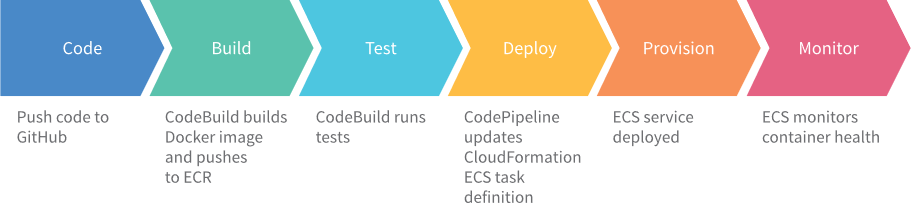 Code
Build
Test
Deploy
Provision
Monitor
Push code to
GitHub
CodeBuild builds
Docker image
and pushes
to ECR
CodeBuild runs
tests
CodePipeline
updates
CloudFormation
ECS task
definition
ECS service
deployed
ECS monitors
container health